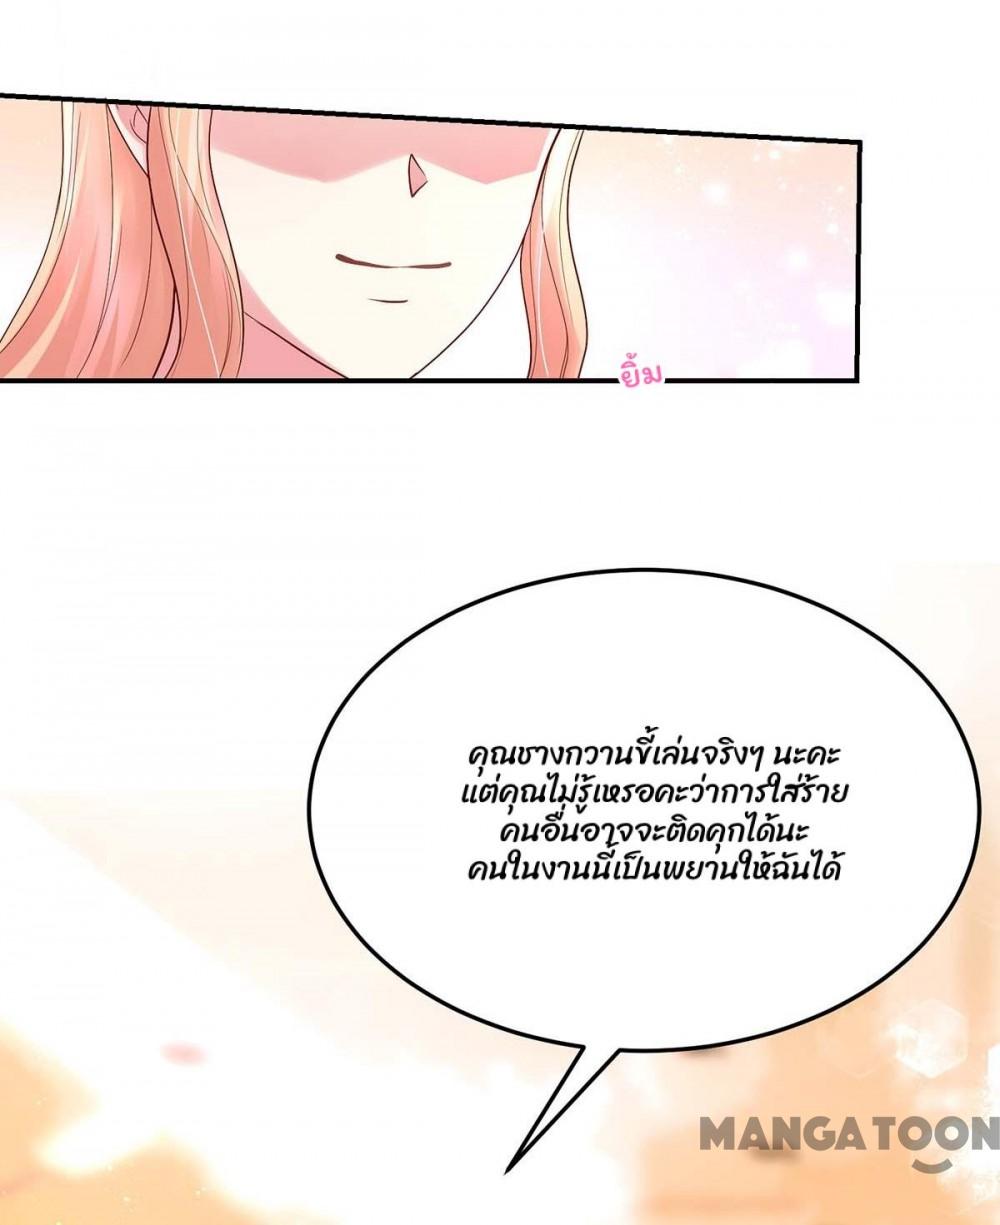 ยิ้ม
คุณชางกวานขี้เล่นจริงๆ นะคะ
แต่คุณไม่รู้เหรอคะว่าการใส่ร้าย
คนอื่นอาจจะติดคุกได้นะ
คนในงานนี้เป็นพยานให้ฉันได้
MANGATOON